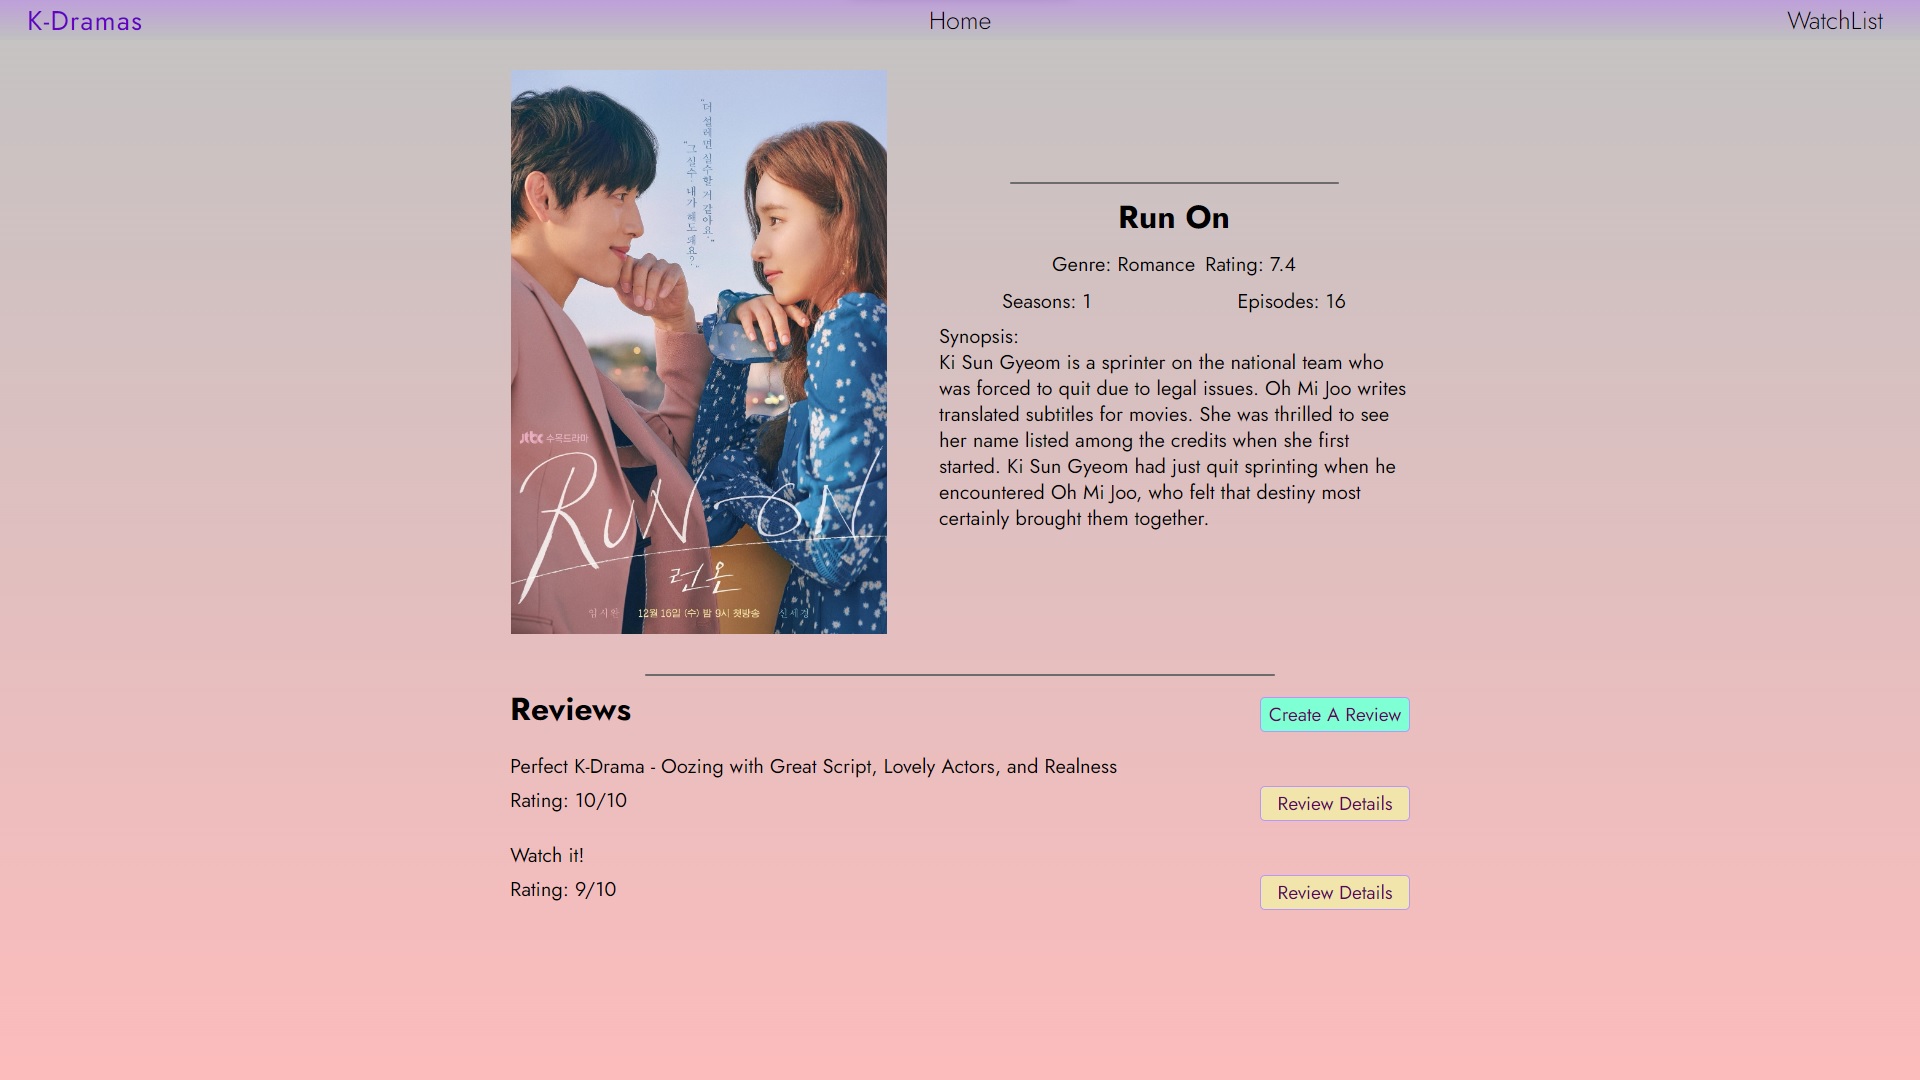 K-Dramas
Home
WatchList
"더 설레면 실수할 거 같아요."
"그 실수, 내가 해도 돼요?"
jtbc 수목드라마
RUN ON
런 온
임시완
12월 16일 (수) 밤 9시 첫방송
신세경
Run On
Genre: Romance Rating: 7.4
Seasons: 1
Episodes: 16
Synopsis:
Ki Sun Gyeom is a sprinter on the national team who
was forced to quit due to legal issues. Oh Mi Joo writes
translated subtitles for movies. She was thrilled to see
her name listed among the credits when she first
started. Ki Sun Gyeom had just quit sprinting when he
encountered Oh Mi Joo, who felt that destiny most
certainly brought them together.
Reviews
Create A Review
Perfect K-Drama - Oozing with Great Script, Lovely Actors, and Realness
Rating: 10/10
Review Details
Watch it!
Rating: 9/10
Review Details